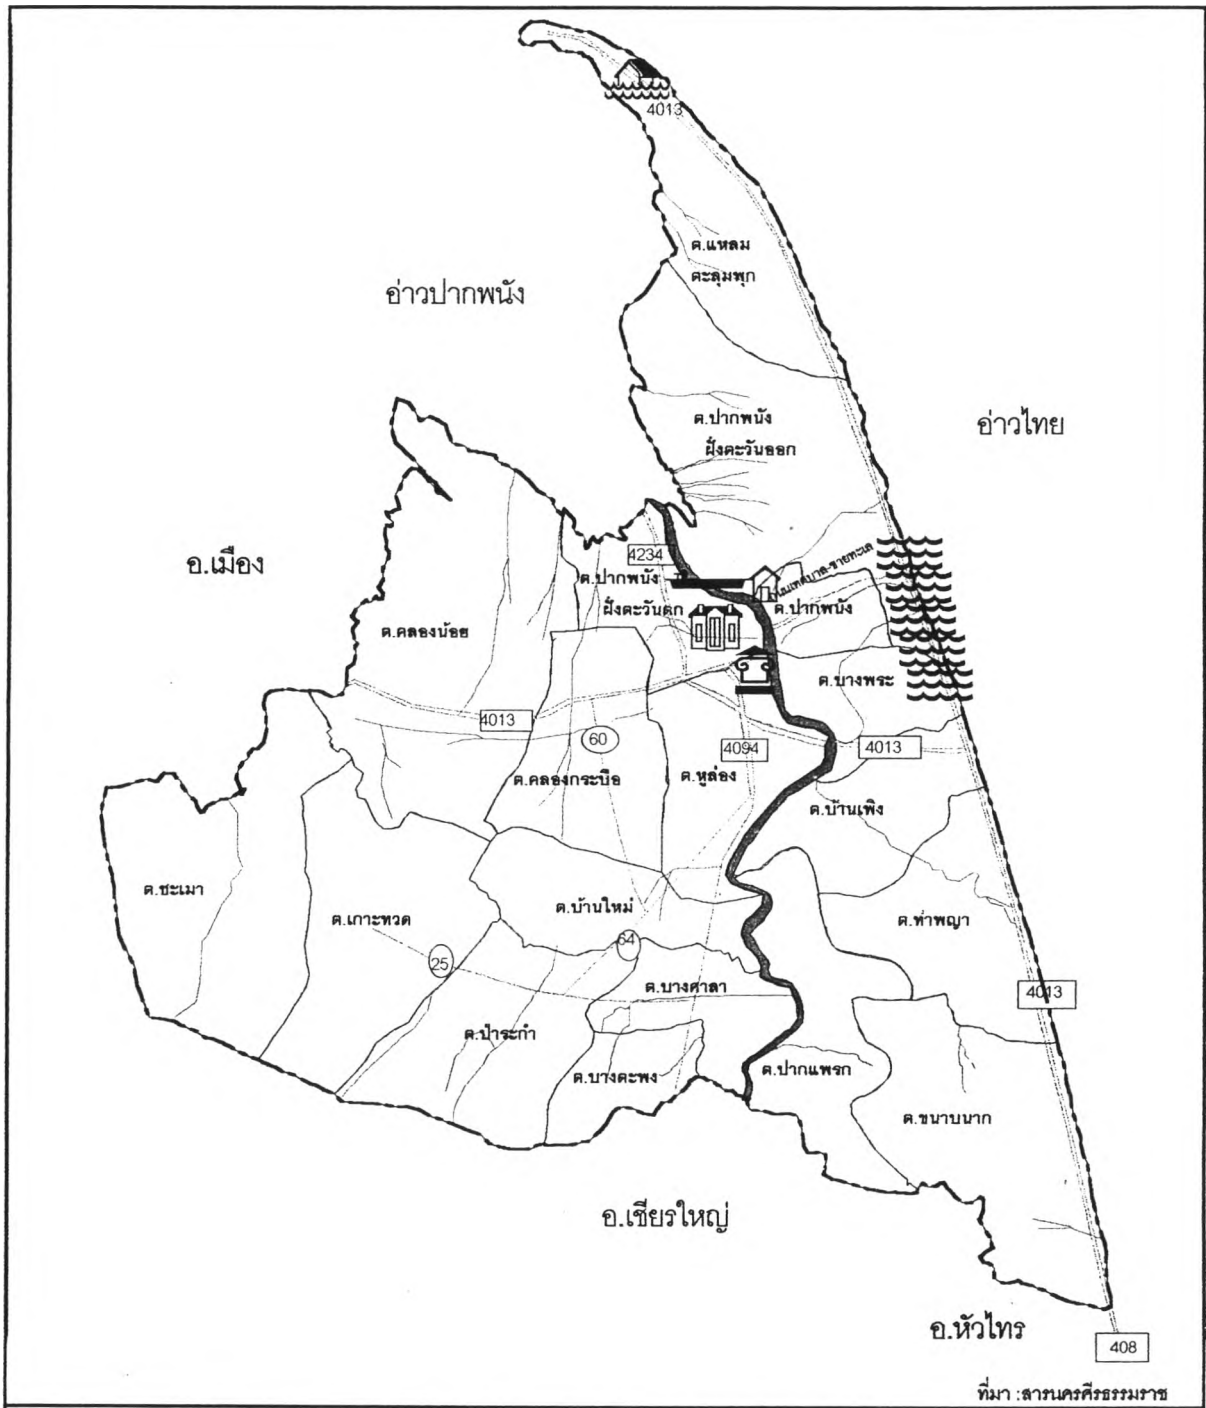 4013
ต.แหลม
ตะลุมพุก
อ่าวปากพนัง
ต.ปากพนัง
ฝั่งตะวันออก
อ่าวไทย
อ.เมือง
4234
ต.ปากพนัง
ฝั่งตะวันตก
ต.ปากพนัง
ต.คลองน้อย
ต.บางพระ
4013
60
4094
4013
ต.คลองกระบือ
ต.หูล่อง
ต.บ้านเพิง
ต.ชะเมา
ต.เกาะทวด
ต.บ้านใหม่
ต.ท่าพญา
64
25
ต.บางศาลา
4013
ต.ป่าระกำ
ต.บางตะพง
ต.ปากแพรก
ต.ขนาบนาก
อ.เชียรใหญ่
อ.หัวไทร
408
ที่มา :สารนครศรีธรรมราช